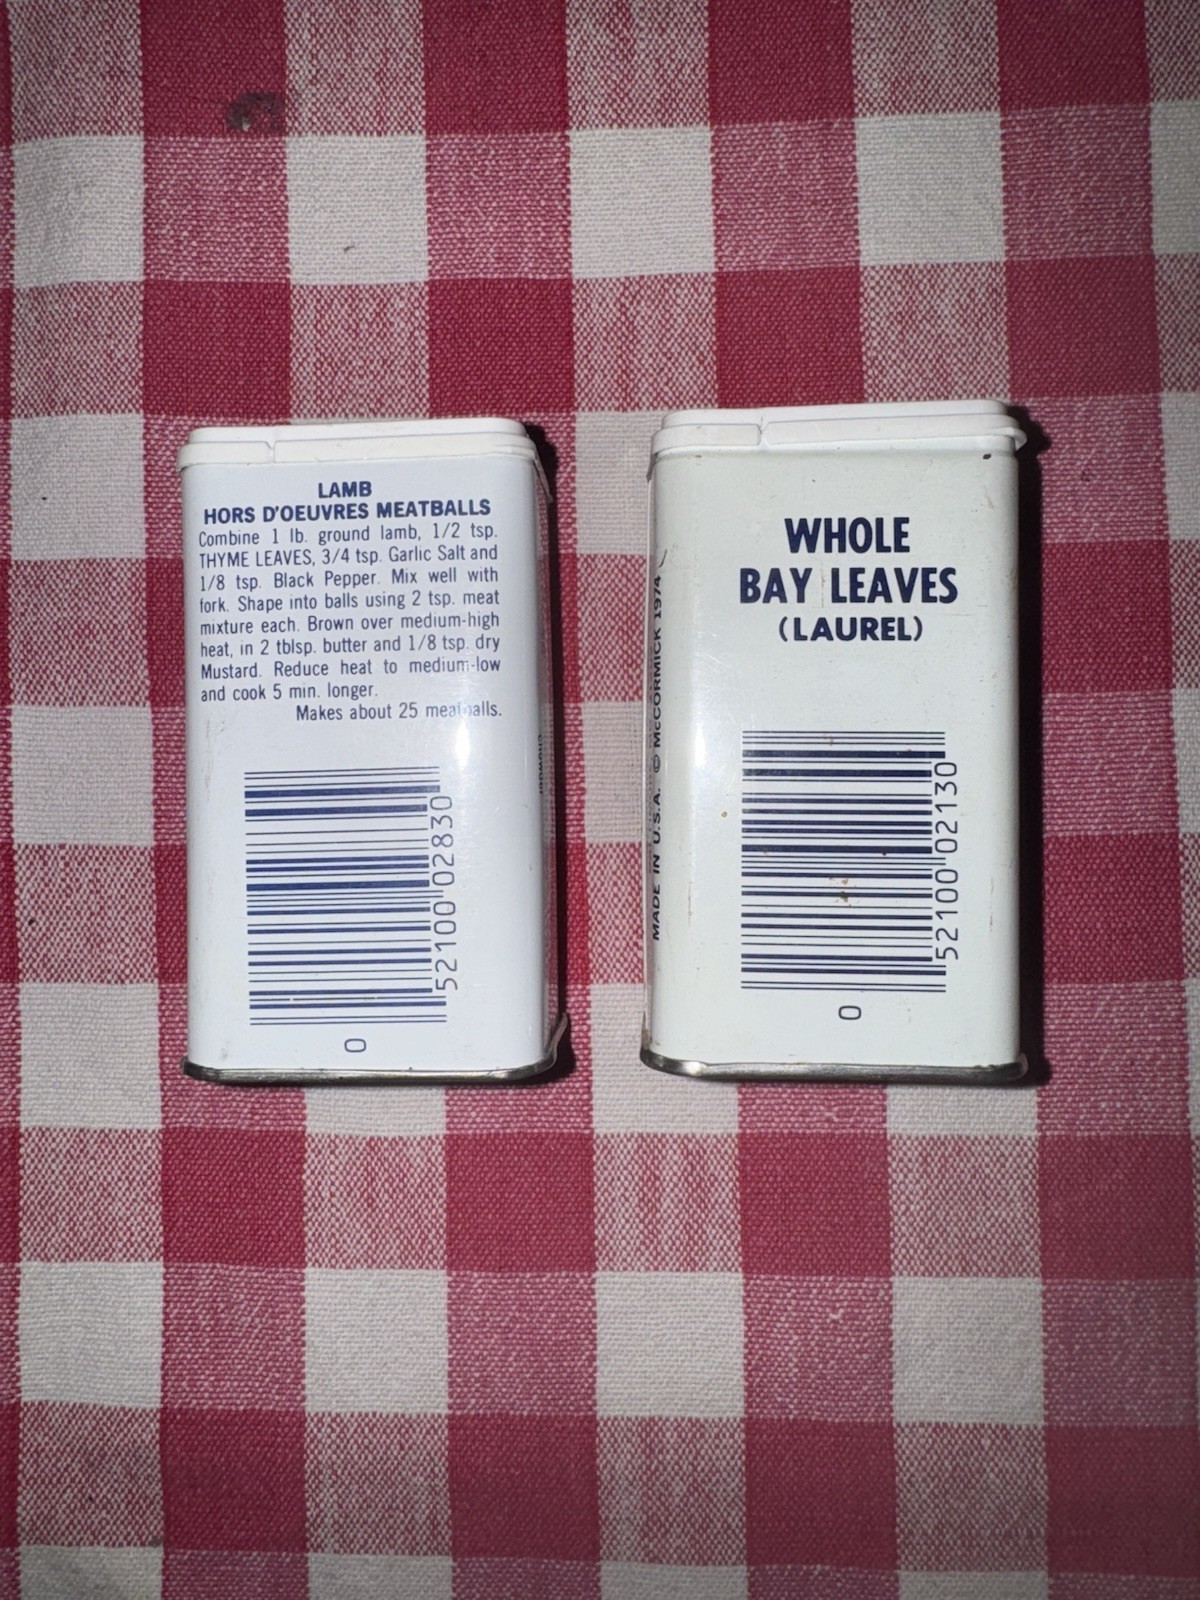 LAMB
HORS D'OEUVRES MEATBALLS
Combine 1 lb. ground lamb, 1/2 tsp.
THYME LEAVES, 3/4 tsp. Garlic Salt and
1/8 tsp. Black Pepper. Mix well with
fork. Shape into balls using 2 tsp. meat
mixture each. Brown over medium-high
heat, in 2 tblsp. butter and 1/8 tsp. dry
Mustard. Reduce heat to medium-low
and cook 5 min. longer.
Makes about 25 meatballs.
52100 02830
0
WHOLE
BAY LEAVES
(LAUREL)
MADE IN U.S.A. © McCORMICK 1974
52100 02130
0